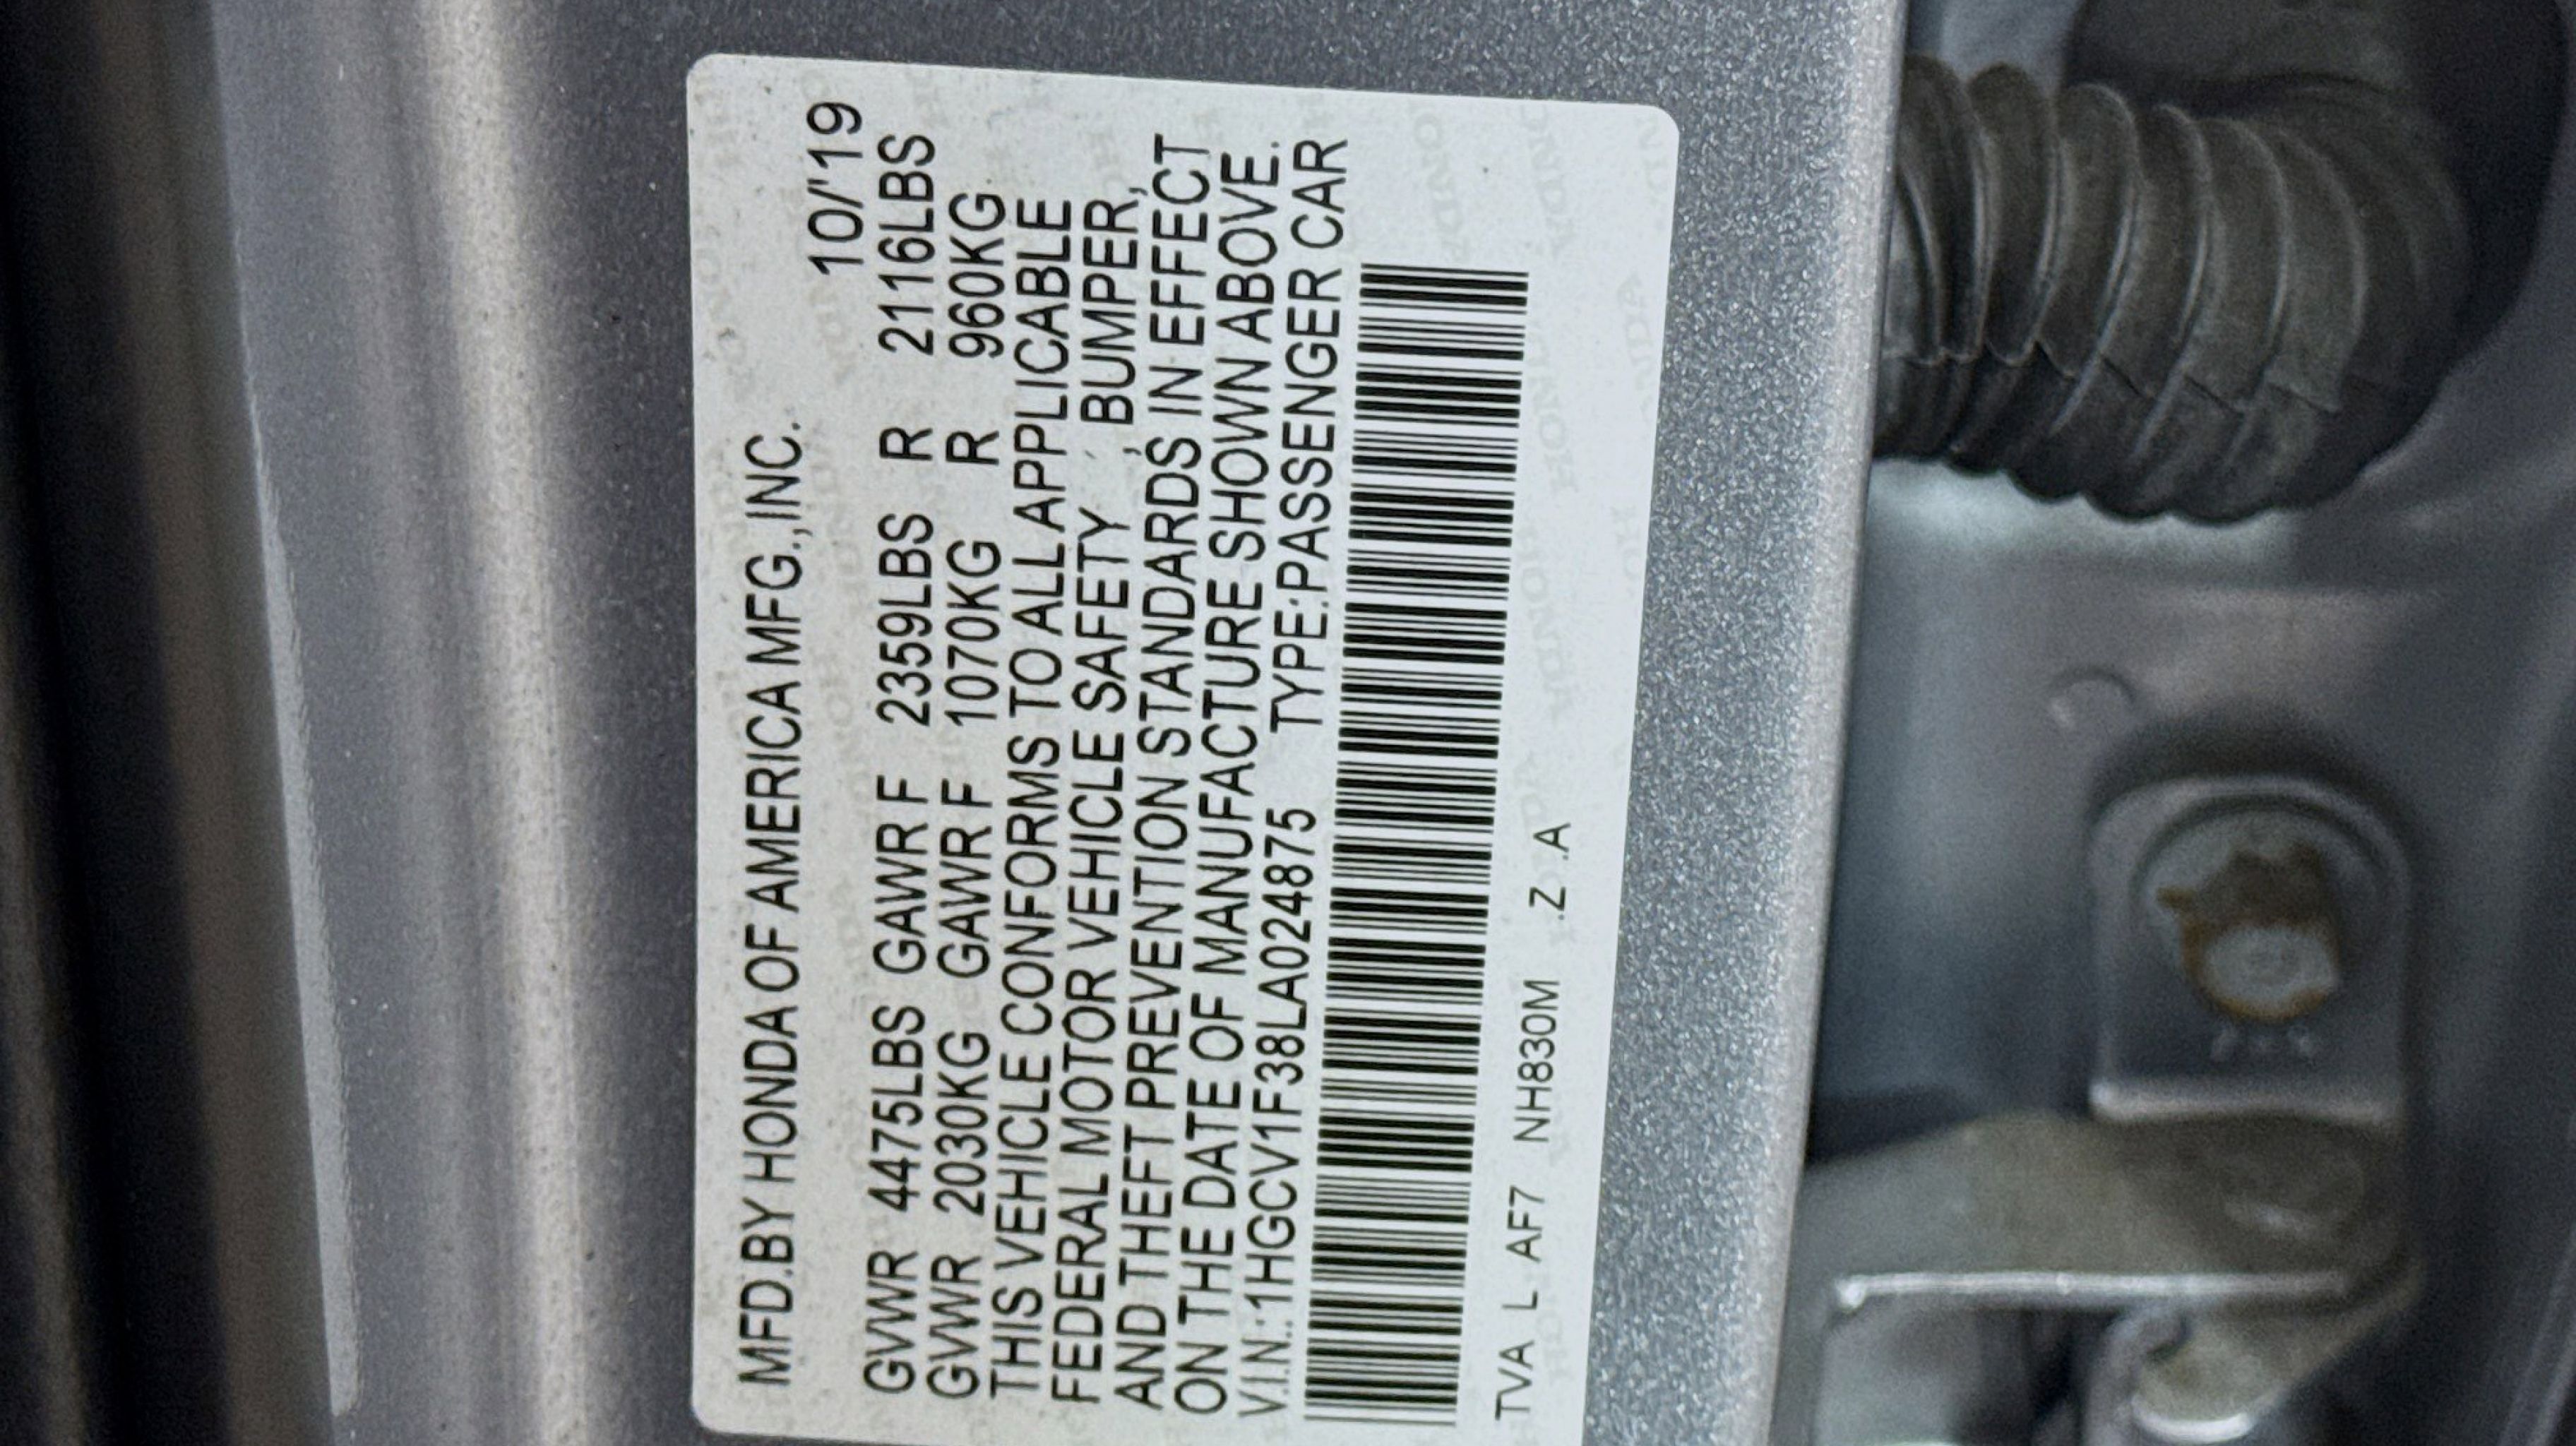 MFD.BY HONDA OF AMERICA MFG.,INC.
10/'19
GVWR 4475LBS GAWR F 2359LBS R 2116LBS
GVWR 2030KG GAWR F 1070KG R 960KG
THIS VEHICLE CONFORMS TO ALL APPLICABLE
FEDERAL MOTOR VEHICLE SAFETY , BUMPER,
AND THEFT PREVENTION STANDARDS IN EFFECT
ON THE DATE OF MANUFACTURE SHOWN ABOVE.
V.I.N.:1HGCV1F38LA024875 TYPE:PASSENGER CAR
TVA L AF7 NH830M .Z .A